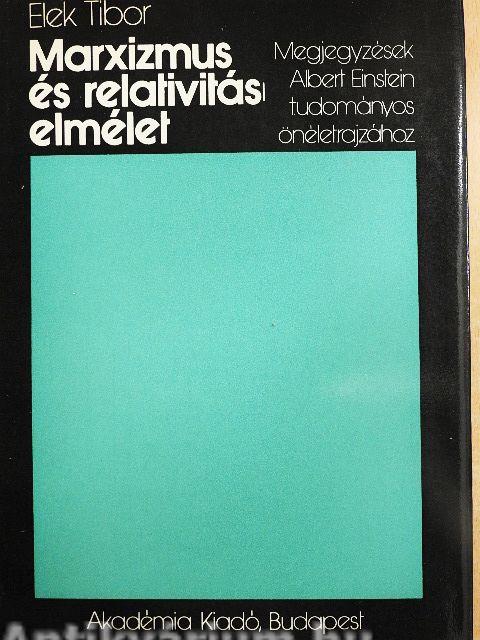 Elek Tibor
Marxizmus
és relativitás
elmélet
Megjegyzések
Albert Einstein
tudományos
önéletrajzához
Akadémia Kiadó, Budapest